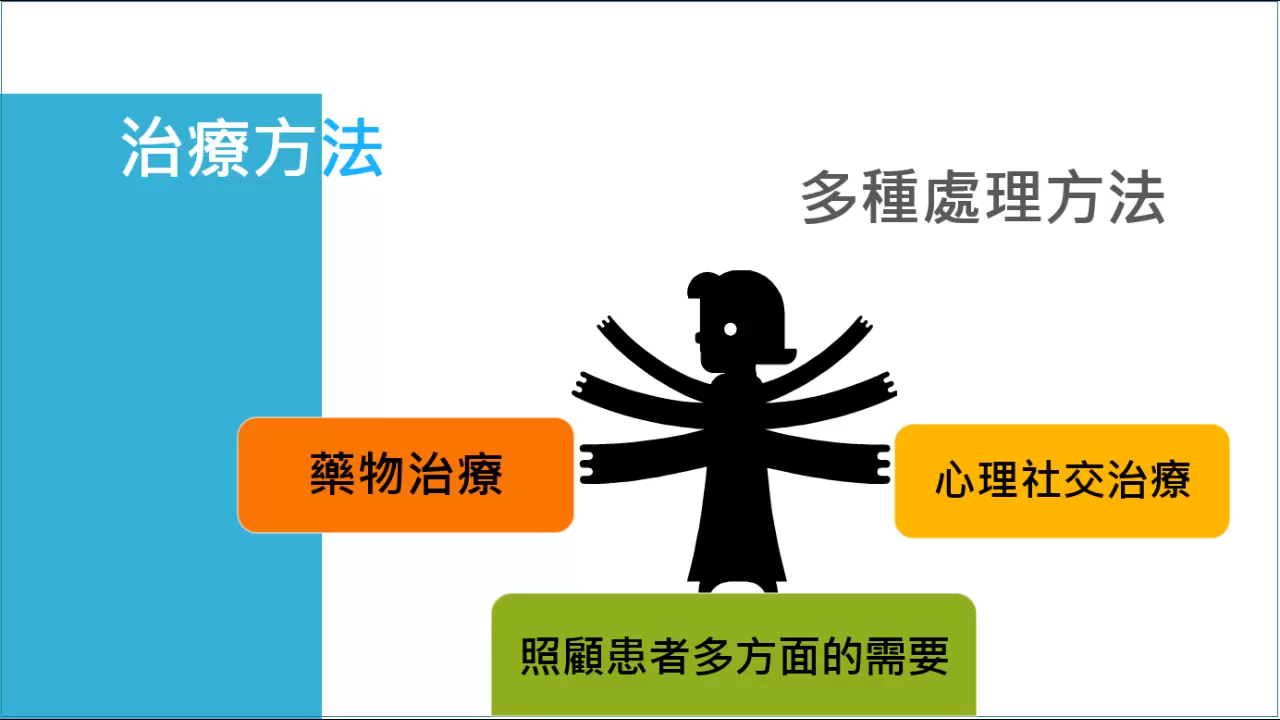 治療方法
多種處理方法
藥物治療
心理社交治療
照顧患者多方面的需要